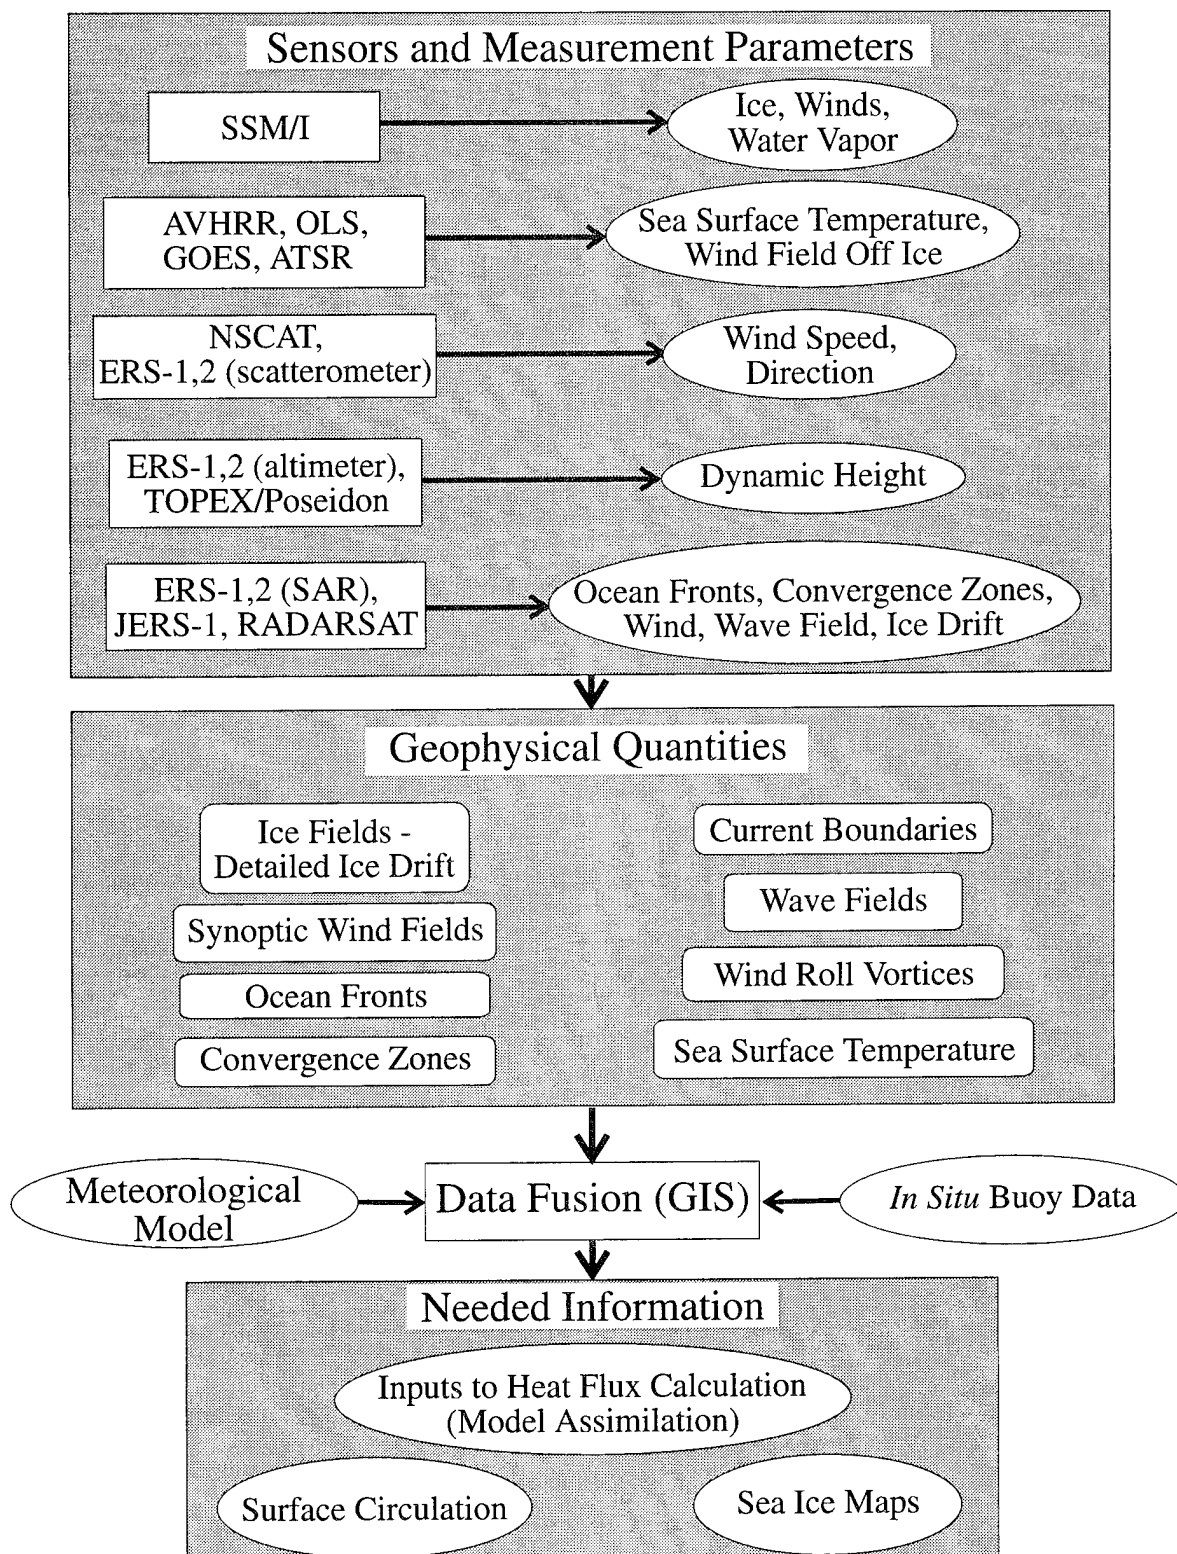 Sensors and Measurement Parameters
SSM/I
Ice, Winds,
Water Vapor
AVHRR, OLS,
GOES, ATSR
Sea Surface Temperature,
Wind Field Off Ice
NSCAT,
ERS-1,2 (scatterometer)
Wind Speed,
Direction
ERS-1,2 (altimeter),
TOPEX/Poseidon
Dynamic Height
ERS-1,2 (SAR),
JERS-1, RADARSAT
Ocean Fronts, Convergence Zones,
Wind, Wave Field, Ice Drift
Geophysical Quantities
Ice Fields -
Detailed Ice Drift
Synoptic Wind Fields
Ocean Fronts
Convergence Zones
Current Boundaries
Wave Fields
Wind Roll Vortices
Sea Surface Temperature
Meteorological
Model
Data Fusion (GIS)
In Situ Buoy Data
Needed Information
Inputs to Heat Flux Calculation
(Model Assimilation)
Surface Circulation
Sea Ice Maps